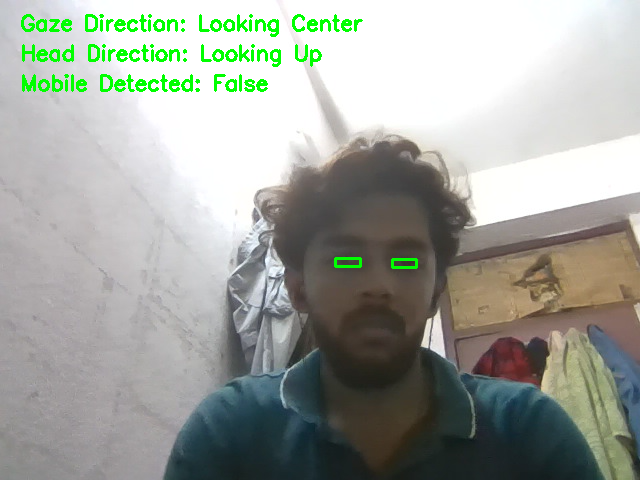 Gaze Direction: Looking Center
Head Direction: Looking Up
Mobile Detected: False